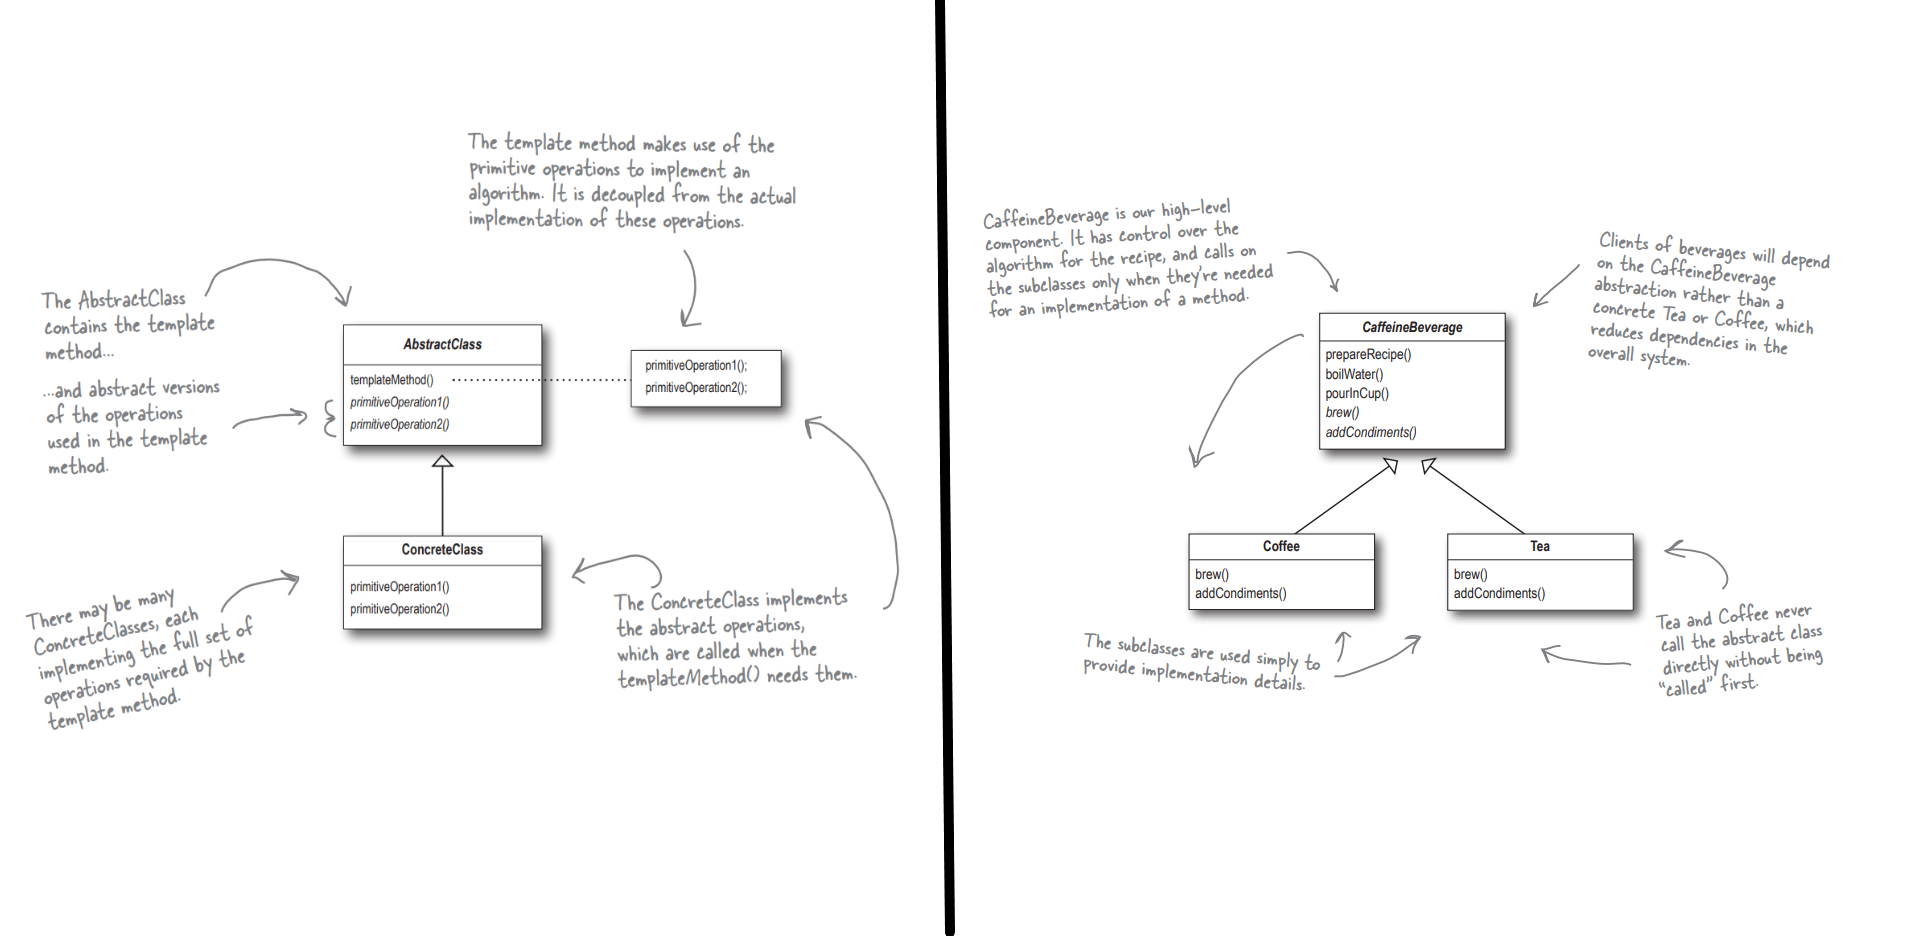 The template method makes use of the
primitive operations to implement an
algorithm. It is decoupled from the actual
implementation of these operations.
The AbstractClass
contains the template
method...
...and abstract versions
of the operations
used in the template
method.
AbstractClass
templateMethod()
primitiveOperation1()
primitiveOperation2()
primitiveOperation1();
primitiveOperation2();
ConcreteClass
primitiveOperation1()
primitiveOperation2()
There may be many
ConcreteClasses, each
implementing the full set of
operations required by the
template method.
The ConcreteClass implements
the abstract operations,
which are called when the
templateMethod() needs them.
CaffeineBeverage is our high-level
component. It has control over the
algorithm for the recipe, and calls on
the subclasses only when they're needed
for an implementation of a method.
Clients of beverages will depend
on the CaffeineBeverage
abstraction rather than a
concrete Tea or Coffee, which
reduces dependencies in the
overall system.
CaffeineBeverage
prepareRecipe()
boilWater()
pourInCup()
brew()
addCondiments()
Coffee
brew()
addCondiments()
Tea
brew()
addCondiments()
The subclasses are used simply to
provide implementation details.
Tea and Coffee never
call the abstract class
directly without being
"called" first.